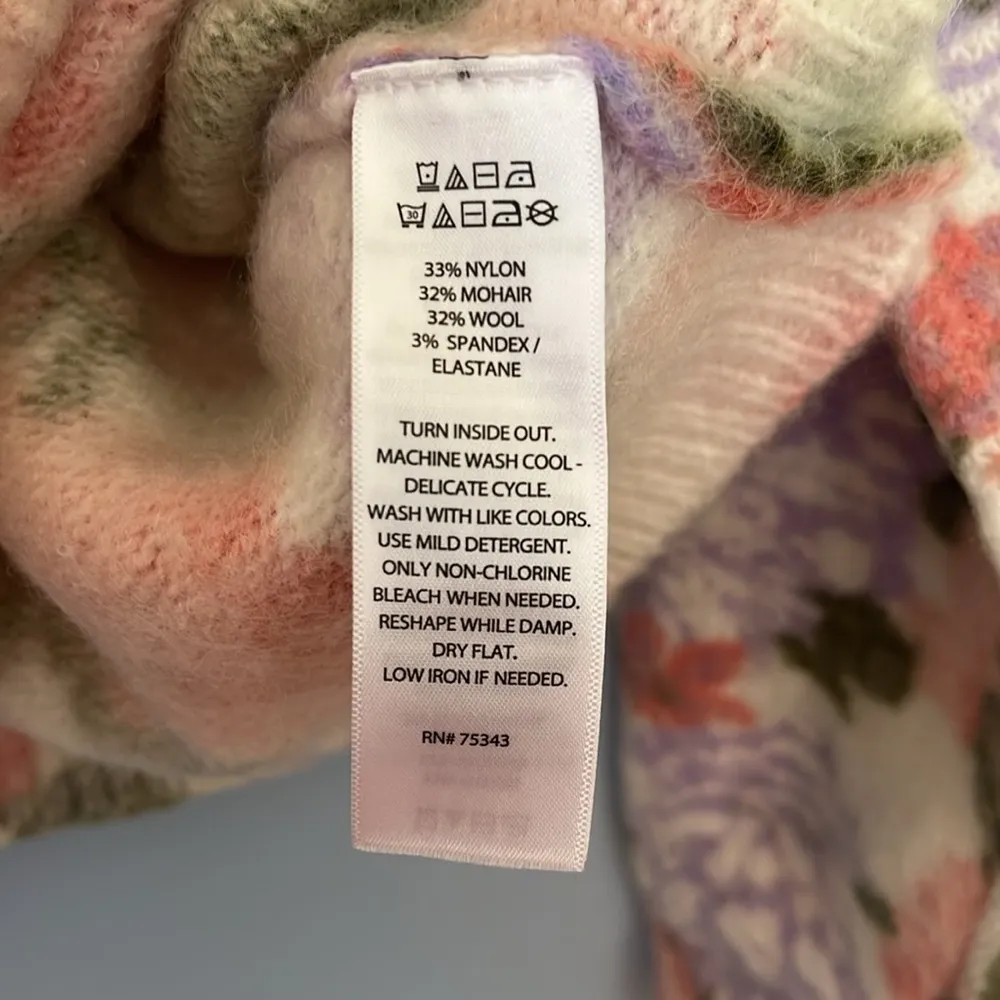 30
33% NYLON
32% MOHAIR
32% WOOL
3% SPANDEX /
ELASTANE
TURN INSIDE OUT.
MACHINE WASH COOL -
DELICATE CYCLE.
WASH WITH LIKE COLORS.
USE MILD DETERGENT.
ONLY NON-CHLORINE
BLEACH WHEN NEEDED.
RESHAPE WHILE DAMP.
DRY FLAT.
LOW IRON IF NEEDED.
RN# 75343